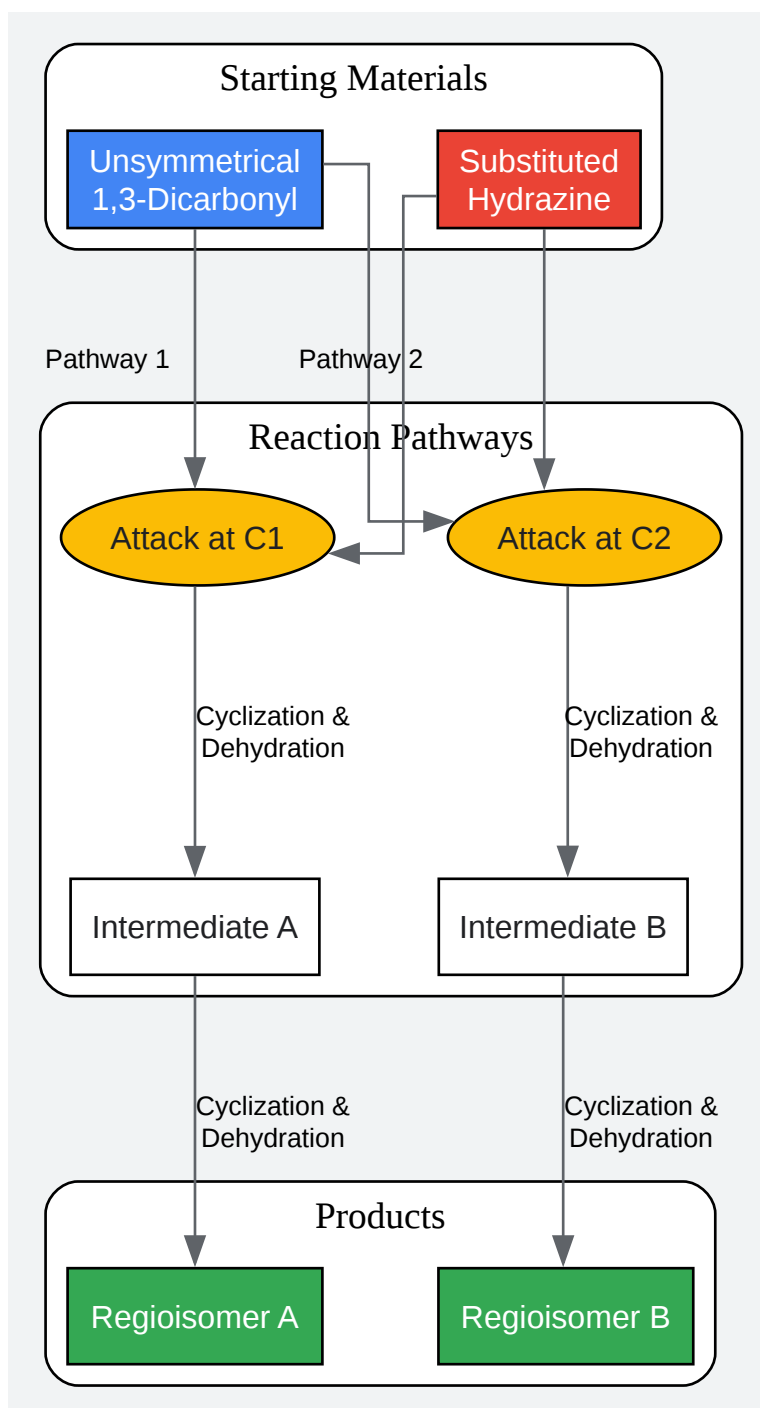 Starting Materials
Unsymmetrical
1,3-Dicarbonyl
Substituted
Hydrazine
Pathway 1
Pathway 2
Reaction Pathways
Attack at C1
Attack at C2
Cyclization &
Dehydration
Cyclization &
Dehydration
Intermediate A
Intermediate B
Cyclization &
Dehydration
Cyclization &
Dehydration
Products
Regioisomer A
Regioisomer B